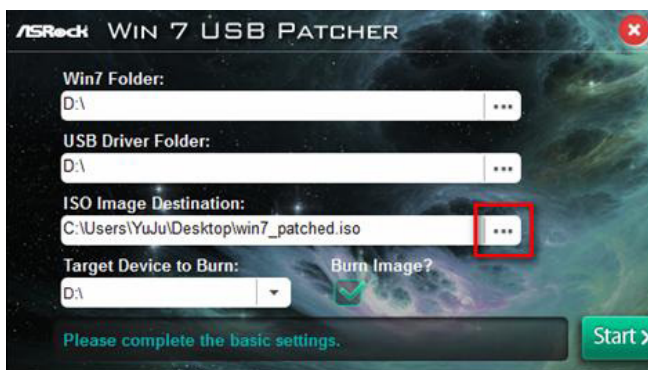 ASRock WIN 7 USB PATCHER
Win7 Folder:
D:\
USB Driver Folder:
D:\
ISO Image Destination:
C:\Users\YuJu\Desktop\win7_patched.iso
Target Device to Burn: Burn Image?
D:\
Please complete the basic settings.
Start